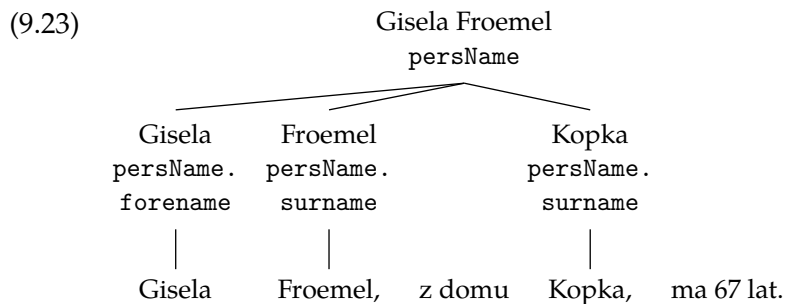 (9.23) Gisela Froemel
persName
Gisela Froemel Kopka
persName. persName. persName.
forename surname surname
Gisela Froemel, z domu Kopka, ma 67 lat.